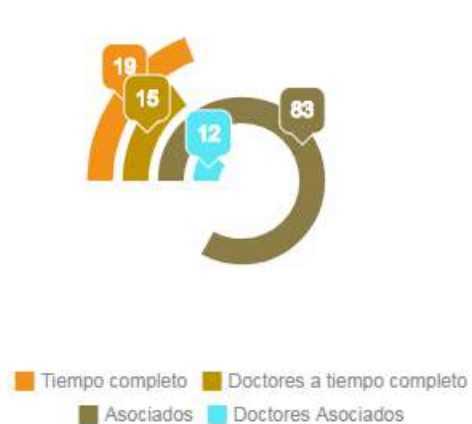 19
15
83
12
Tiempo completo Doctores a tiempo completo
Asociados Doctores Asociados